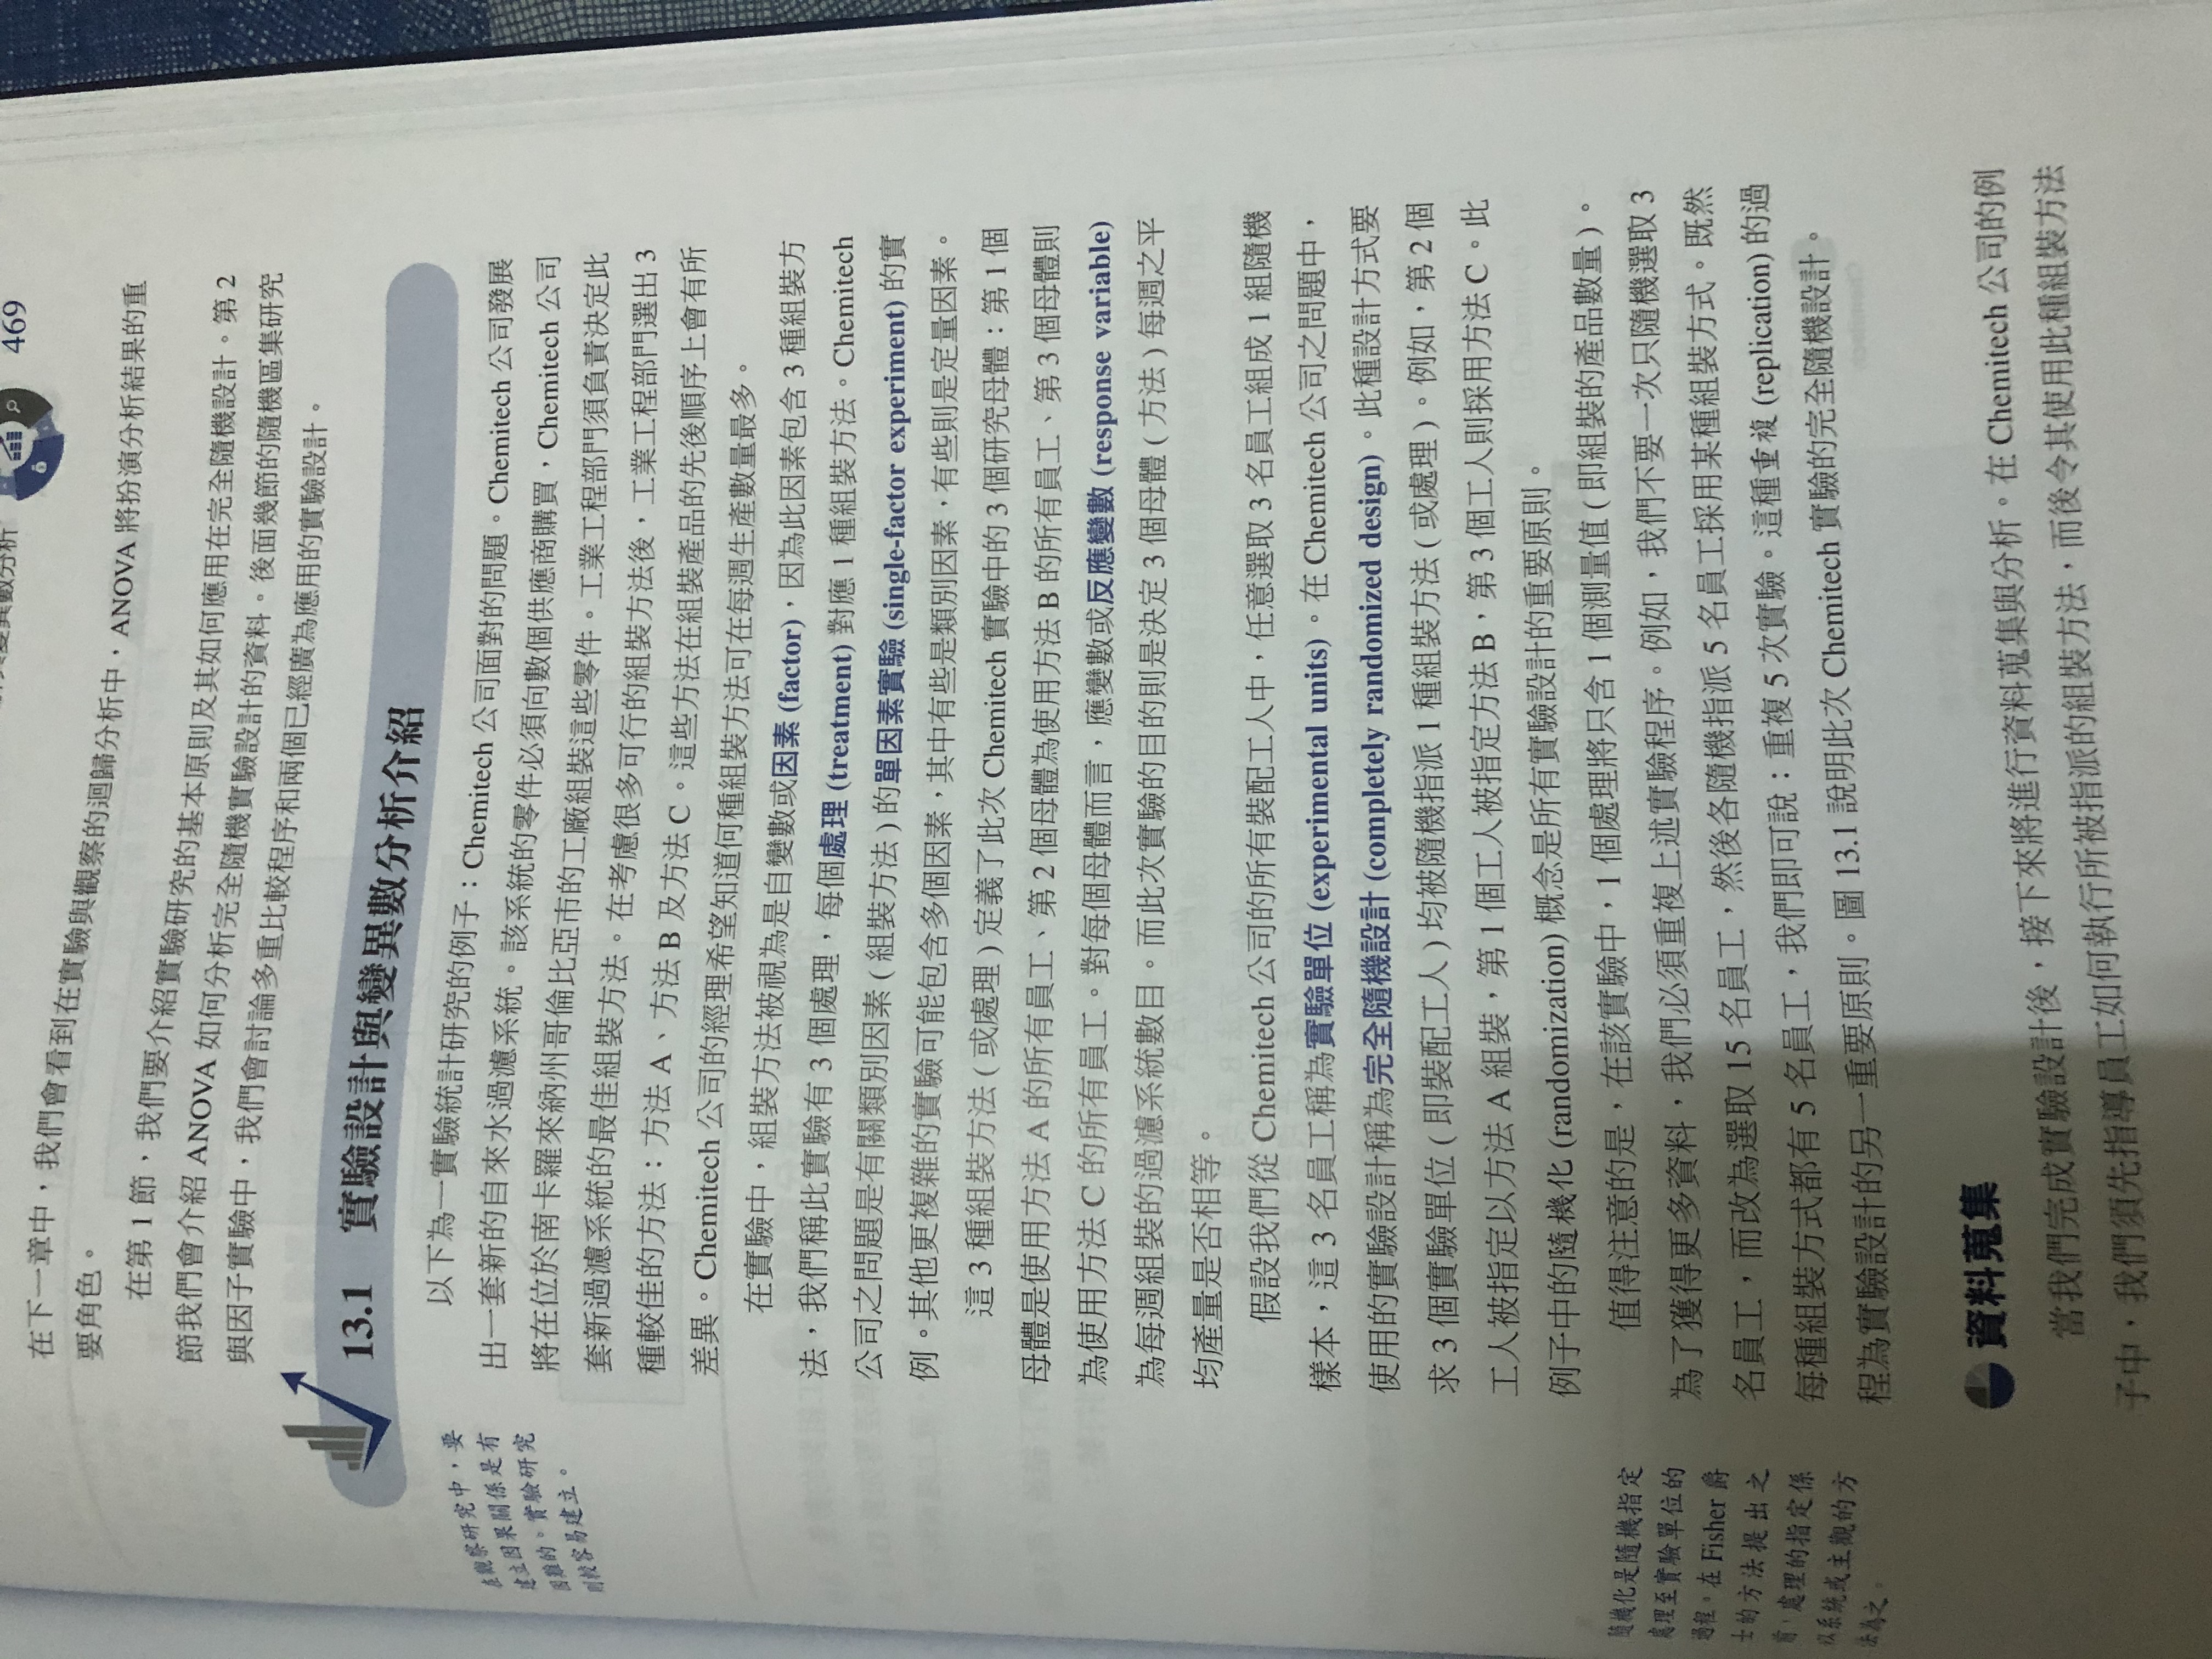 與變異數分析
469
在下一章中，我們會看到在實驗與觀察的迴歸分析中，ANOVA 將扮演分析結果的重
要角色。
在第 1 節，我們要介紹實驗研究的基本原則及其如何應用在完全隨機設計。第 2
節我們會介紹 ANOVA 如何分析完全隨機實驗設計的資料。後面幾節的隨機區集研究
與因子實驗中，我們會討論多重比較程序和兩個已經廣為應用的實驗設計。
13.1 實驗設計與變異數分析介紹
在觀察研究中，要
建立因果關係是有
困難的。實驗研究
則較容易建立。
以下為一實驗統計研究的例子：Chemitech 公司面對的問題。Chemitech 公司發展
出一套新的自來水過濾系統。該系統的零件必須向數個供應商購買，Chemitech 公司
將在位於南卡羅來納州哥倫比亞市的工廠組裝這些零件。工業工程部門須負責決定此
套新過濾系統的最佳組裝方法。在考慮很多可行的組裝方法後，工業工程部門選出 3
種較佳的方法：方法 A、方法 B 及方法 C。這些方法在組裝產品的先後順序上會有所
差異。Chemitech 公司的經理希望知道何種組裝方法可在每週生產數量最多。
在實驗中，組裝方法被視為是自變數或因素 (factor)，因為此因素包含 3 種組裝方
法，我們稱此實驗有 3 個處理，每個處理 (treatment) 對應 1 種組裝方法。Chemitech
公司之問題是有關類別因素 ( 組裝方法 ) 的單因素實驗 (single-factor experiment) 的實
例。其他更複雜的實驗可能包含多個因素，其中有些是類別因素，有些則是定量因素。
這 3 種組裝方法 ( 或處理 ) 定義了此次 Chemitech 實驗中的 3 個研究母體：第 1 個
母體是使用方法 A 的所有員工、第 2 個母體為使用方法 B 的所有員工、第 3 個母體則
為使用方法 C 的所有員工。對每個母體而言，應變數或反應變數 (response variable)
為每週組裝的過濾系統數目。而此次實驗的目的則是決定 3 個母體 ( 方法 ) 每週之平
均產量是否相等。
假設我們從 Chemitech 公司的所有裝配工人中，任意選取 3 名員工組成 1 組隨機
樣本，這 3 名員工稱為實驗單位 (experimental units)。在 Chemitech 公司之問題中，
使用的實驗設計稱為完全隨機設計 (completely randomized design)。此種設計方式要
求 3 個實驗單位 ( 即裝配工人 ) 均被隨機指派 1 種組裝方法 ( 或處理 )。例如，第 2 個
工人被指定以方法 A 組裝，第 1 個工人被指定方法 B，第 3 個工人則採用方法 C。此
例子中的隨機化 (randomization) 概念是所有實驗設計的重要原則。
隨機化是隨機指定
處理至實驗單位的
過程。在 Fisher 爵
士的方法提出之
前，處理的指定係
以系統或主觀的方
法為之。
值得注意的是，在該實驗中，1 個處理將只含 1 個測量值 ( 即組裝的產品數量 )。
為了獲得更多資料，我們必須重複上述實驗程序。例如，我們不要一次只隨機選取 3
名員工，而改為選取 15 名員工，然後各隨機指派 5 名員工採用某種組裝方式。既然
每種組裝方式都有 5 名員工，我們即可說：重複 5 次實驗。這種重複 (replication) 的過
程為實驗設計的另一重要原則。圖 13.1 說明此次 Chemitech 實驗的完全隨機設計。
資料蒐集
當我們完成實驗設計後，接下來將進行資料蒐集與分析。在 Chemitech 公司的例
子中，我們須先指導員工如何執行所被指派的組裝方法，而後令其使用此種組裝方法